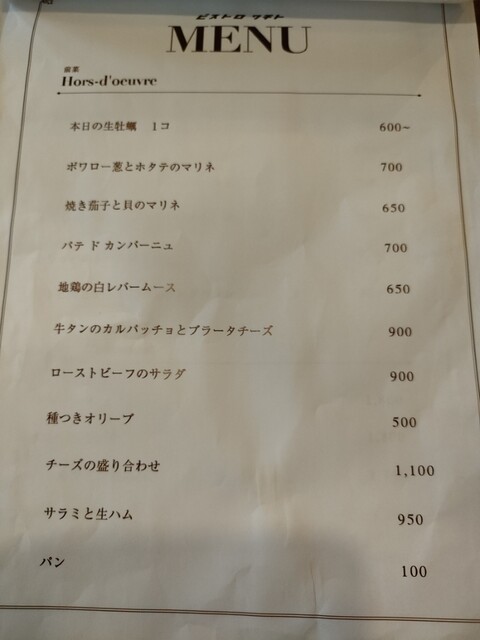 ビストロ ツギト
MENU
前菜
Hors-d'oeuvre
本日の生牡蠣 1コ 600~
ポワロー葱とホタテのマリネ 700
焼き茄子と貝のマリネ 650
パテ ド カンパーニュ 700
地鶏の白レバームース 650
牛タンのカルパッチョとブラータチーズ 900
ローストビーフのサラダ 900
種つきオリーブ 500
チーズの盛り合わせ 1,100
サラミと生ハム 950
パン 100